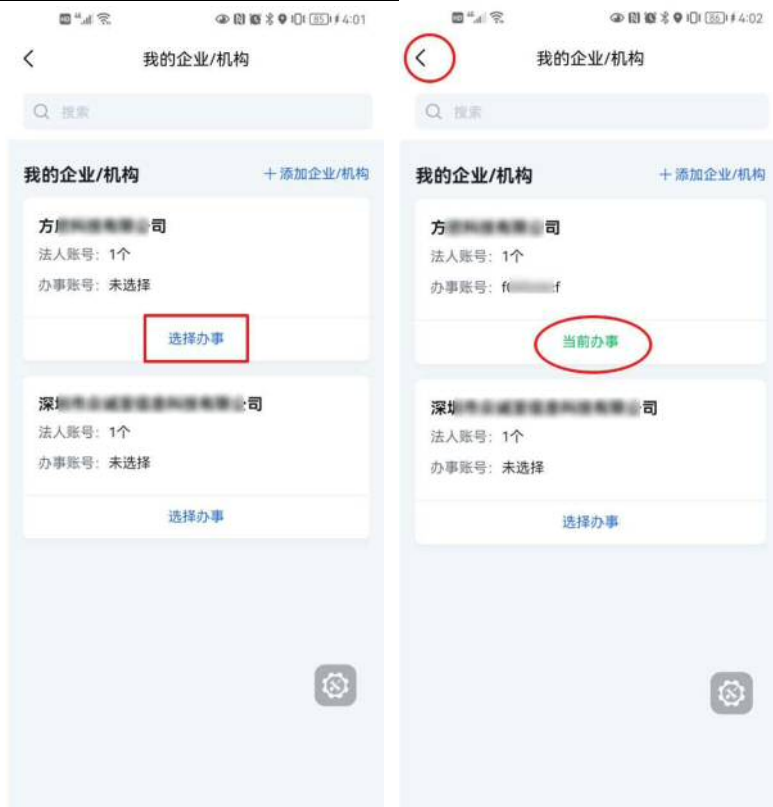 4:01
我的企业/机构
搜索
我的企业/机构
+添加企业/机构
方 司
法人账号：1个
办事账号：未选择
选择办事
深圳 司
法人账号：1个
办事账号：未选择
选择办事
4:02
我的企业/机构
搜索
我的企业/机构
+添加企业/机构
方 司
法人账号：1个
办事账号：f f
当前办事
深圳 司
法人账号：1个
办事账号：未选择
选择办事